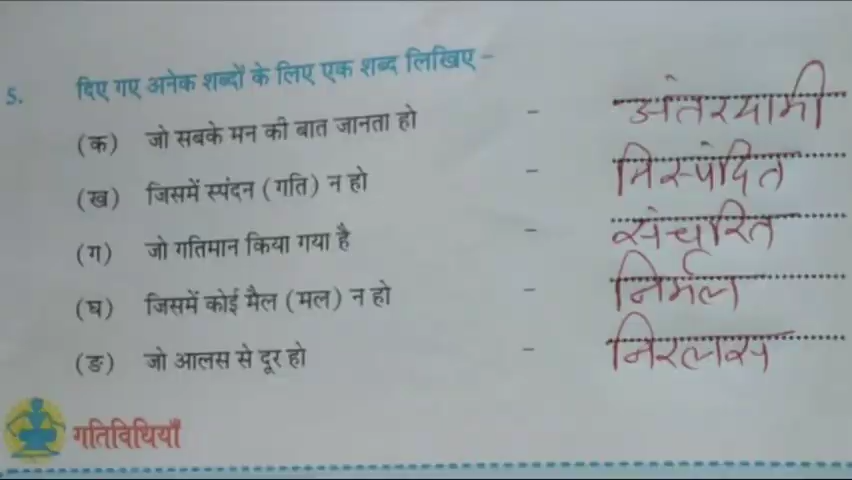 5. दिए गए अनेक शब्दों के लिए एक शब्द लिखिए –
(क) जो सबके मन की बात जानता हो – अंतरयामी
(ख) जिसमें स्पंदन (गति) न हो – निस्पंदित
(ग) जो गतिमान किया गया है – संचारित
(घ) जिसमें कोई मैल (मल) न हो – निर्मल
(ङ) जो आलस से दूर हो – निरलस
गतिविधियाँ